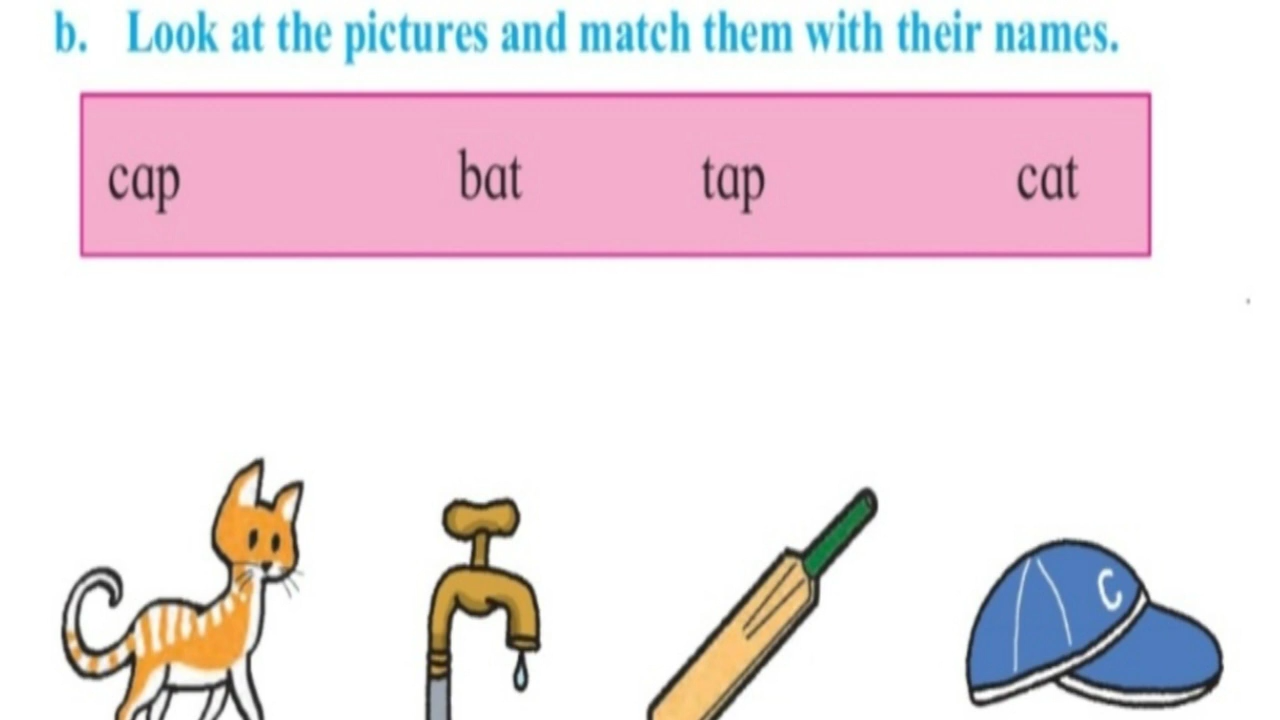 b. Look at the pictures and match them with their names.
cap bat tap cat
C